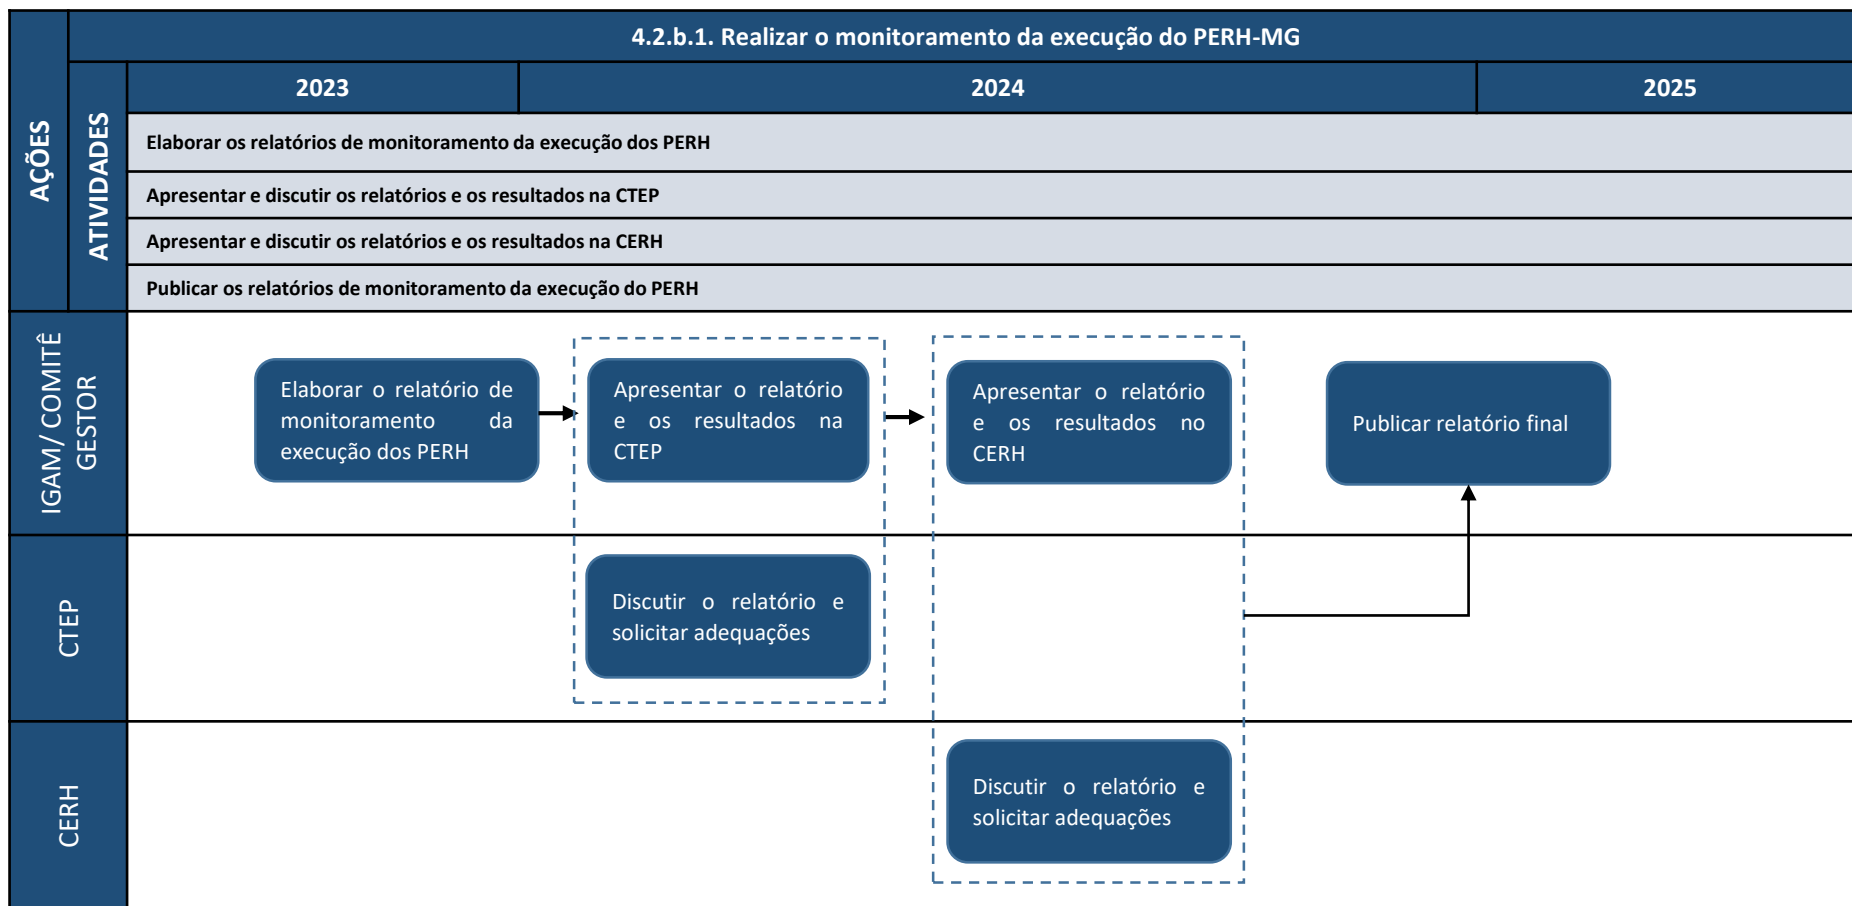 4.2.b.1. Realizar o monitoramento da execução do PERH-MG
AÇÕES
ATIVIDADES
2023
2024
2025
Elaborar os relatórios de monitoramento da execução dos PERH
Apresentar e discutir os relatórios e os resultados na CTEP
Apresentar e discutir os relatórios e os resultados na CERH
Publicar os relatórios de monitoramento da execução do PERH
IGAM/ COMITÊ
GESTOR
Elaborar o relatório de
monitoramento da
execução dos PERH
Apresentar o relatório
e os resultados na
CTEP
Apresentar o relatório
e os resultados no
CERH
Publicar relatório final
CTEP
Discutir o relatório e
solicitar adequações
CERH
Discutir o relatório e
solicitar adequações